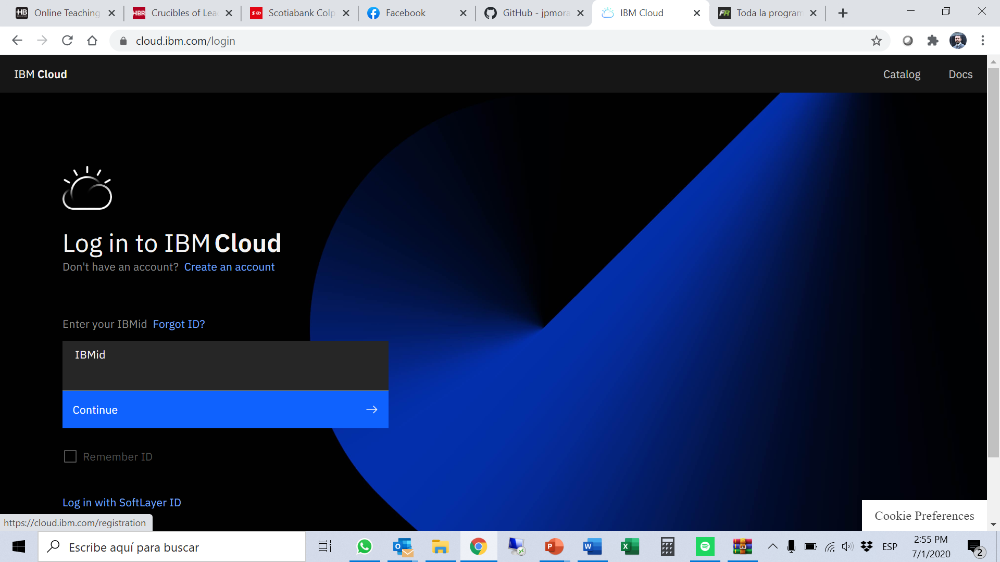 Online Teaching
Crucibles of Lea
Scotiabank Colp
Facebook
GitHub - jpmora
IBM Cloud
Toda la program
cloud.ibm.com/login
IBM Cloud
Catalog
Docs
Log in to IBM Cloud
Don't have an account? Create an account
Enter your IBMid Forgot ID?
IBMid
Continue
Remember ID
Log in with SoftLayer ID
https://cloud.ibm.com/registration
Cookie Preferences
Escribe aquí para buscar
ESP
2:55 PM
7/1/2020
2